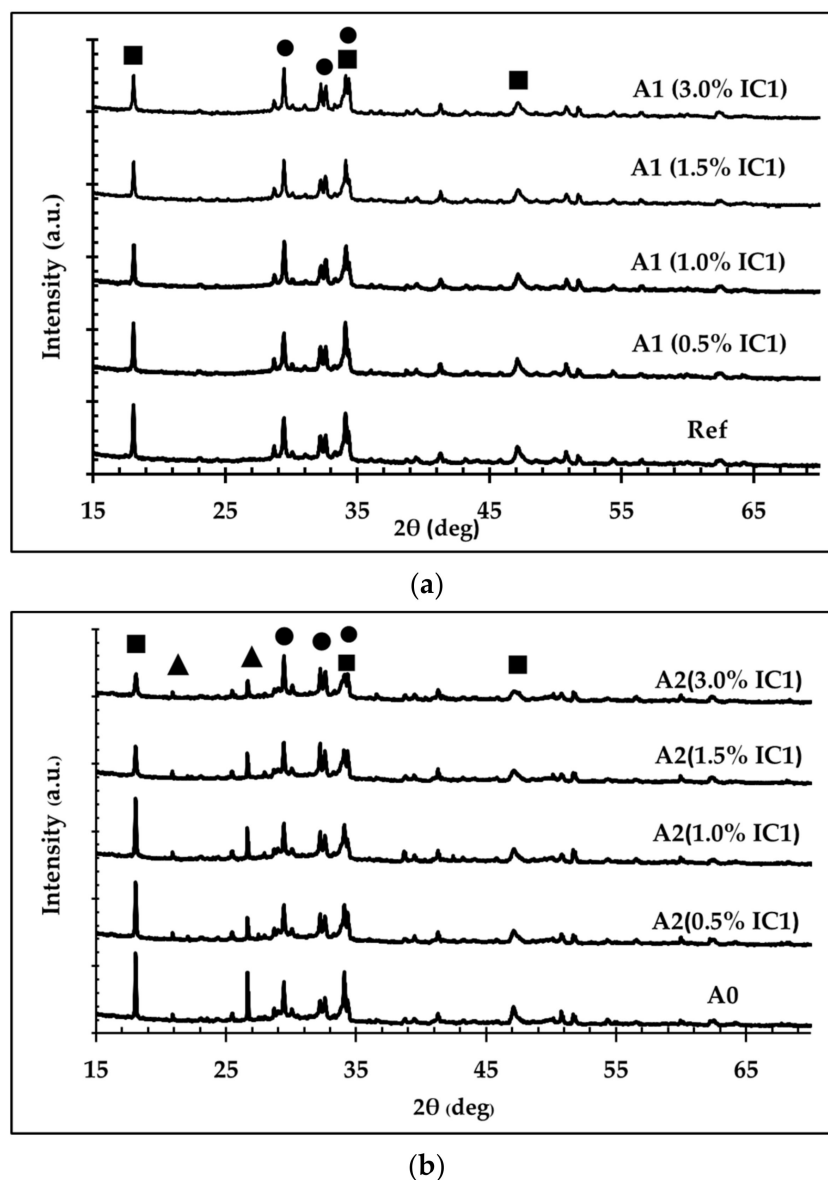 A1 (3.0% IC1)
A1 (1.5% IC1)
A1 (1.0% IC1)
A1 (0.5% IC1)
Ref
Intensity (a.u.)
15 25 35 45 55 65
2θ (deg)
(a)
A2(3.0% IC1)
A2(1.5% IC1)
A2(1.0% IC1)
A2(0.5% IC1)
A0
Intensity (a.u.)
15 25 35 45 55 65
2θ (deg)
(b)